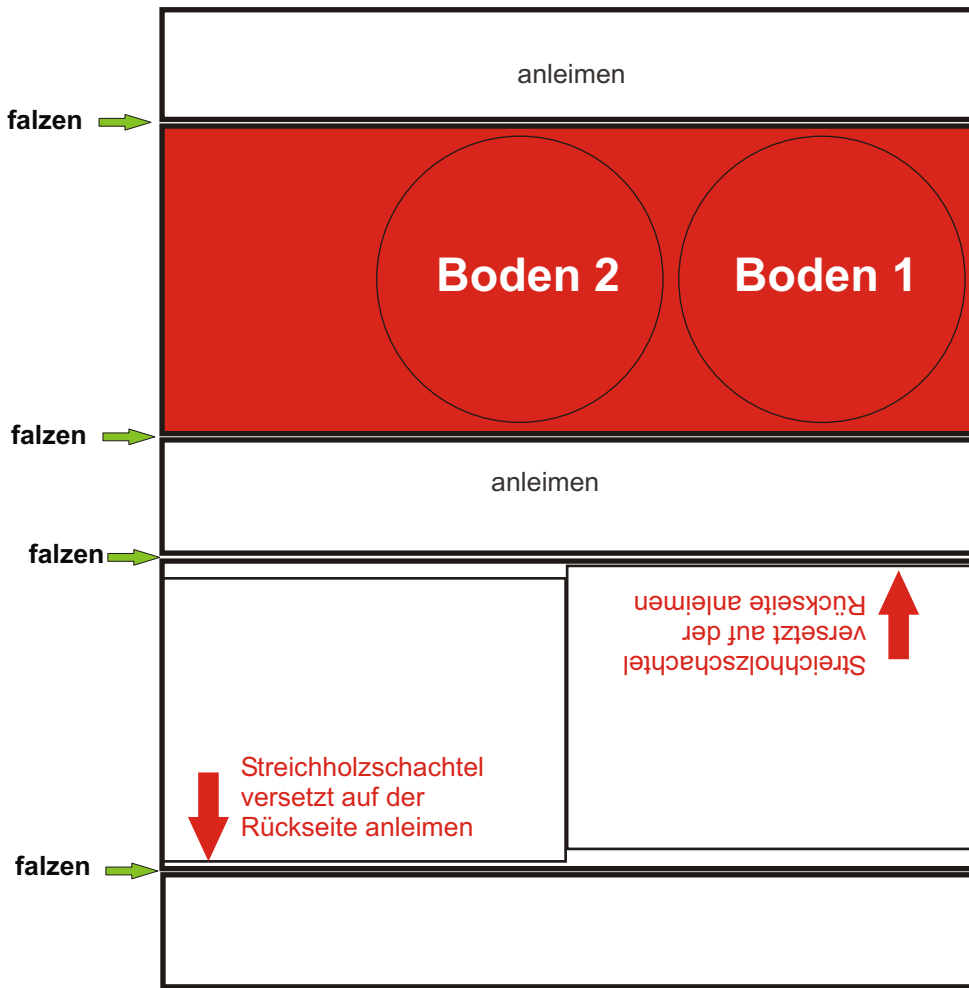 anleimen
falzen
Boden 2
Boden 1
falzen
anleimen
falzen
Streichholzschachtel
versetzt auf der
Rückseite anleimen
Streichholzschachtel
versetzt auf der
Rückseite anleimen
falzen